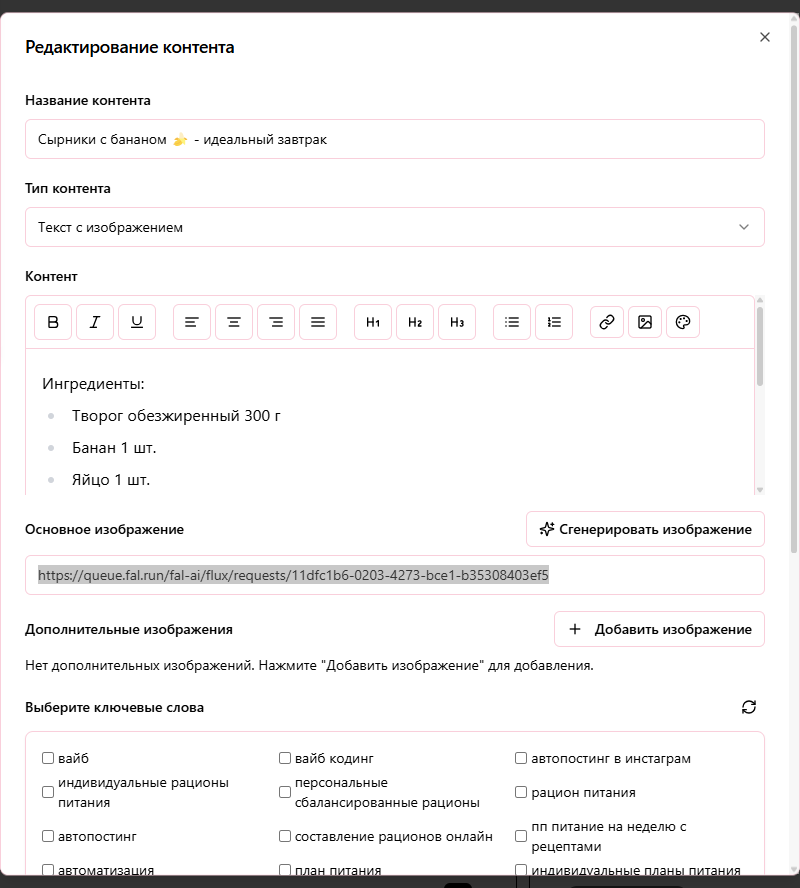 Редактирование контента
Название контента
Сырники с бананом 🍌 - идеальный завтрак
Тип контента
Текст с изображением
Контент
B I U H1 H2 H3
Ингредиенты:
Творог обезжиренный 300 г
Банан 1 шт.
Яйцо 1 шт.
Основное изображение
Сгенерировать изображение
https://queue.fal.run/fal-ai/flux/requests/11dfc1b6-0203-4273-bce1-b35308403ef5
Дополнительные изображения
+ Добавить изображение
Нет дополнительных изображений. Нажмите "Добавить изображение" для добавления.
Выберите ключевые слова
вайб
вайб кодинг
автопостинг в инстаграм
индивидуальные рационы
питания
персональные
сбалансированные рационы
рацион питания
автопостинг
составление рационов онлайн
пп питание на неделю с
рецептами
автоматизация
план питания
индивидуальные планы питания